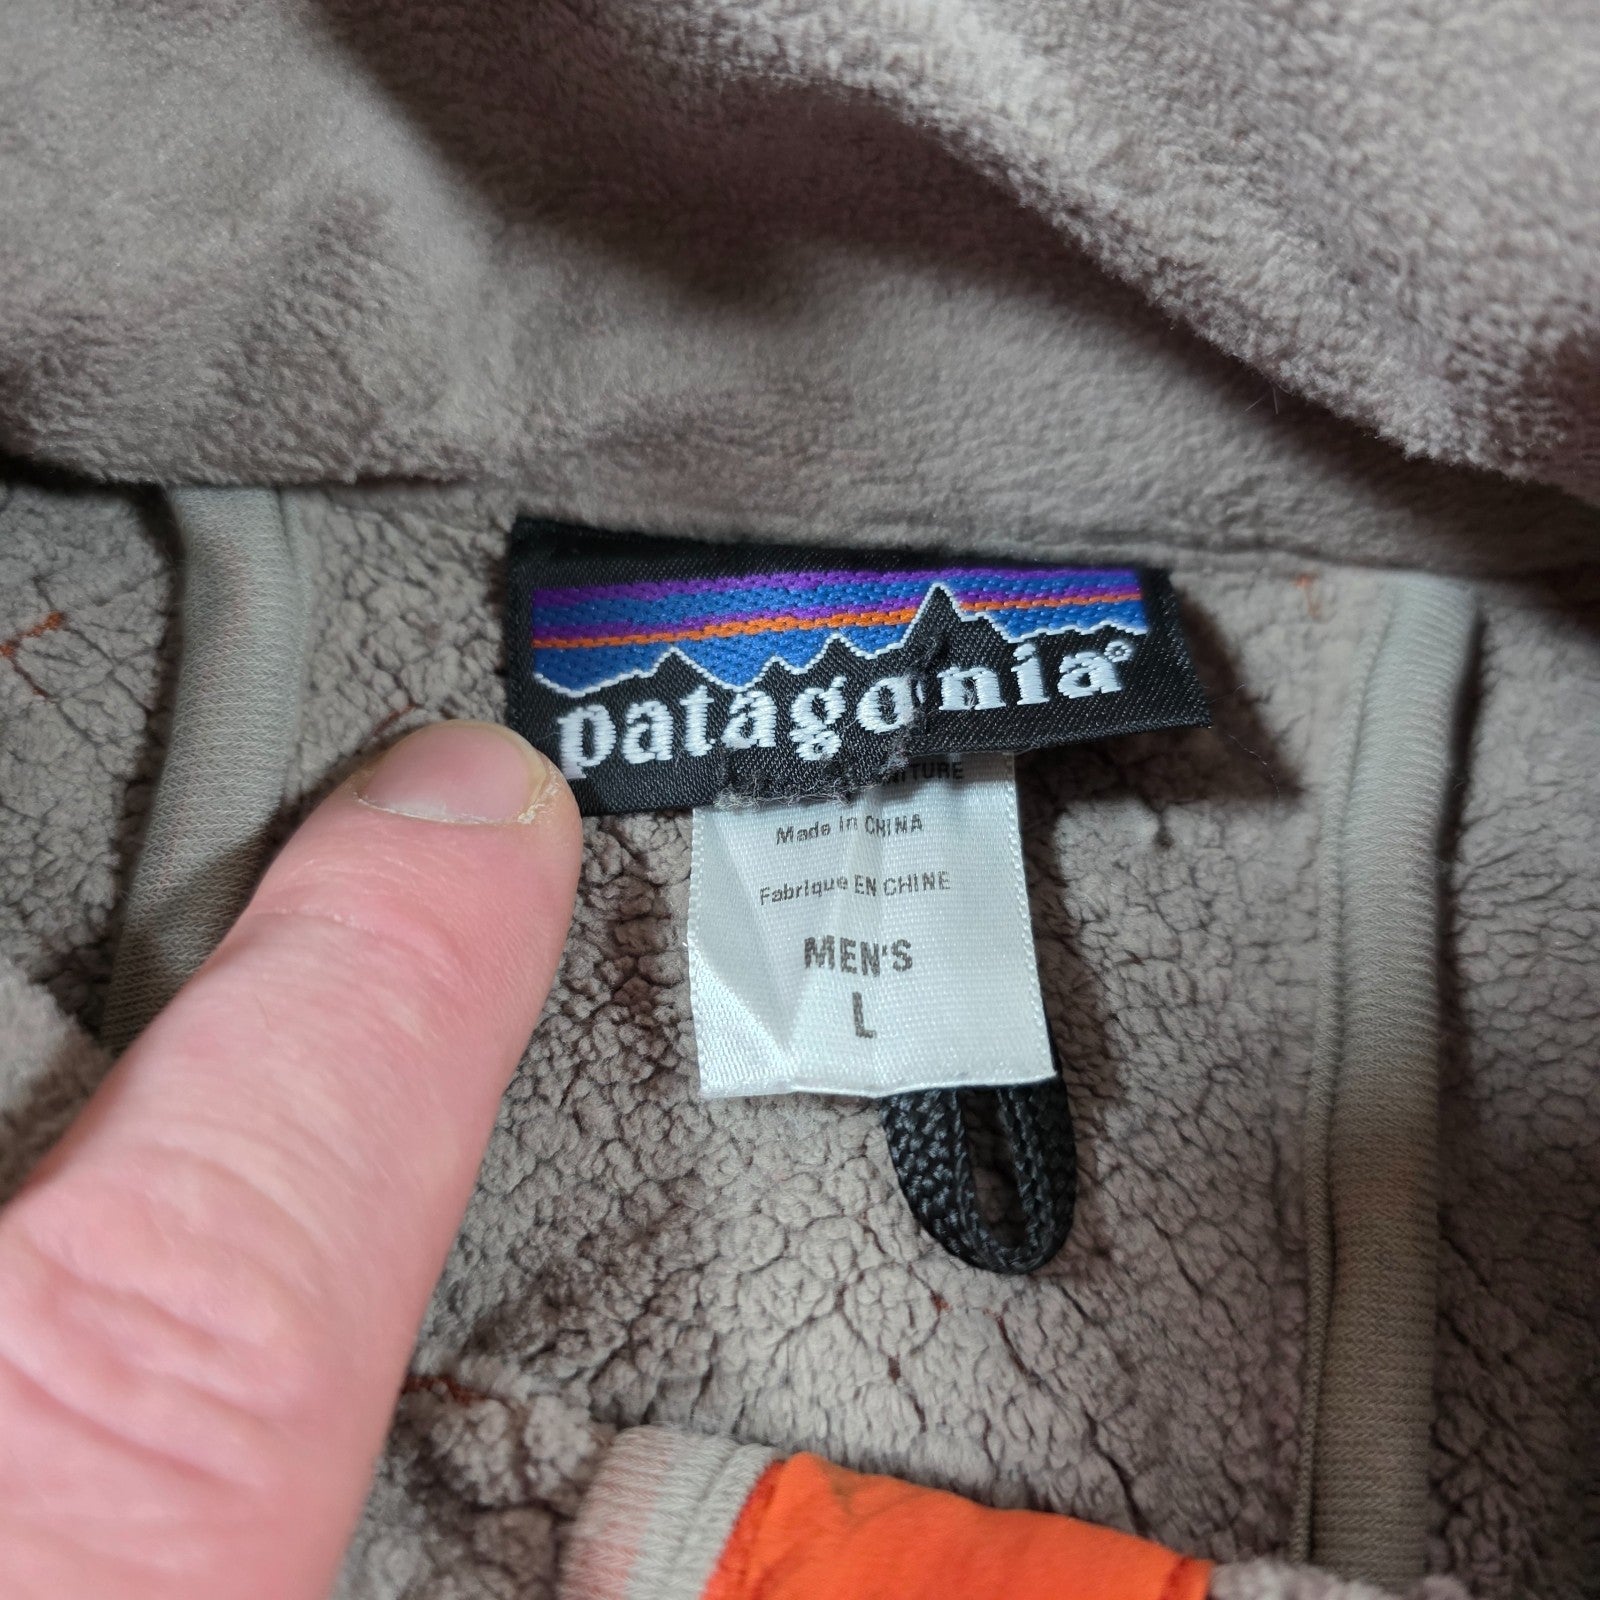 patagonia®
Made in CHINA
Fabrique EN CHINE
MEN'S
L